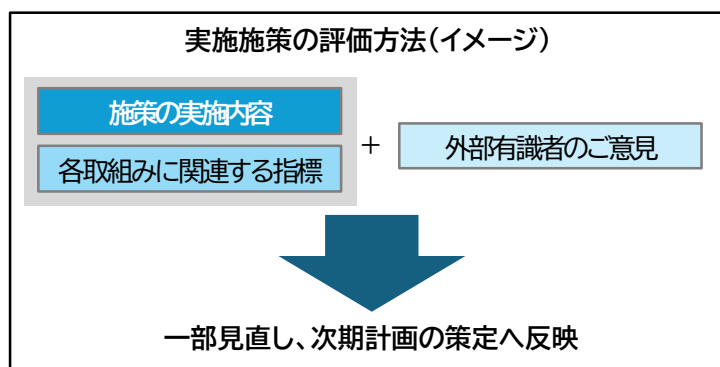 実施施策の評価方法（イメージ）
施策の実施内容
各取組みに関連する指標
+
外部有識者のご意見
一部見直し、次期計画の策定へ反映